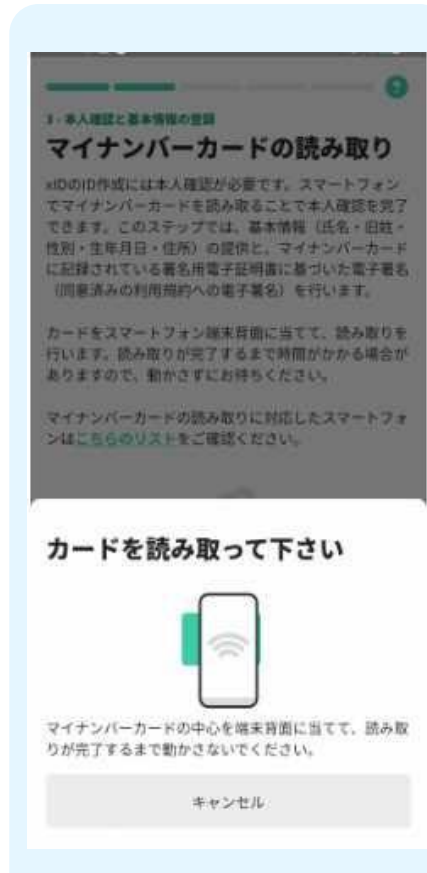 ?
3・本人確認と基本情報の登録
マイナンバーカードの読み取り
xIDのID作成には本人確認が必要です。スマートフォン
でマイナンバーカードを読み取ることで本人確認を完了
できます。このステップでは、基本情報（氏名・旧姓・
性別・生年月日・住所）の提供と、マイナンバーカード
に記録されている署名用電子証明書に基づいた電子署名
（同意済みの利用規約への電子署名）を行います。
カードをスマートフォン端末背面に当てて、読み取りを
行います。読み取りが完了するまで時間がかかる場合が
ありますので、動かさずにお待ちください。
マイナンバーカードの読み取りに対応したスマートフォ
ンはこちらのリストをご確認ください。
カードを読み取って下さい
マイナンバーカードの中心を端末背面に当てて、読み取
りが完了するまで動かさないでください。
キャンセル